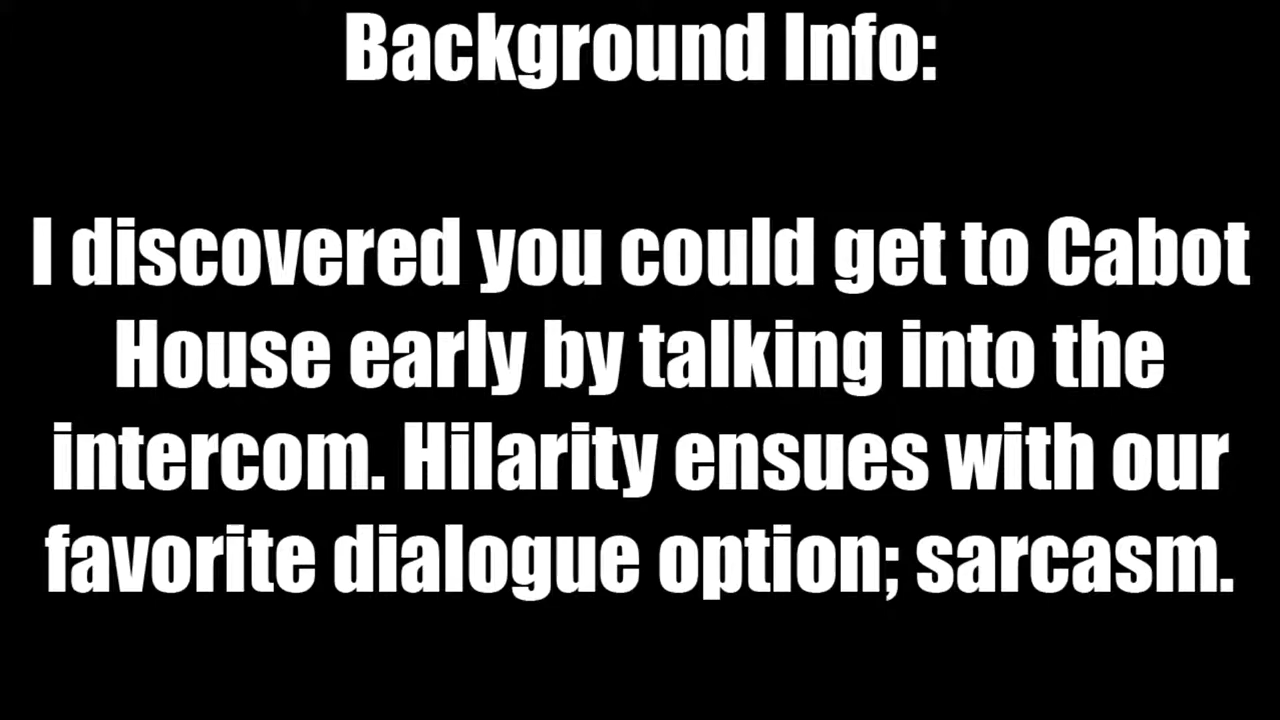 Background Info:
I discovered you could get to Cabot
House early by talking into the
intercom. Hilarity ensues with our
favorite dialogue option; sarcasm.